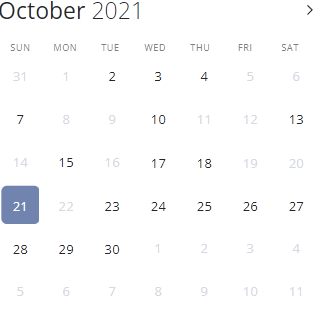 October 2021
SUN MON TUE WED THU FRI SAT
31 1 2 3 4 5 6
7 8 9 10 11 12 13
14 15 16 17 18 19 20
21 22 23 24 25 26 27
28 29 30 1 2 3 4
5 6 7 8 9 10 11